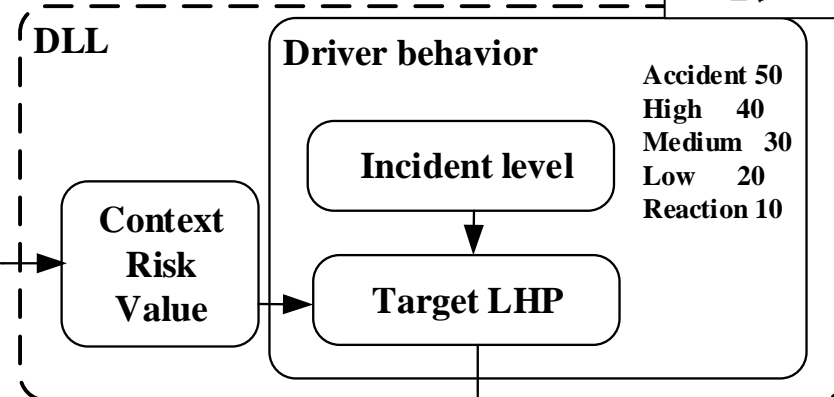 DLL
Driver behavior
Accident 50
High 40
Medium 30
Low 20
Reaction 10
Incident level
Context
Risk
Value
Target LHP